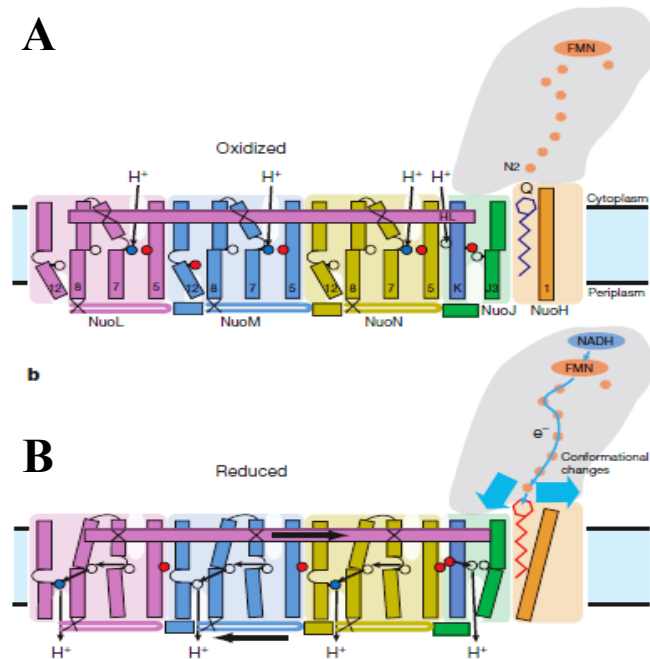 A
FMN
N2
Oxidized
H+ H+ H+ H+
Q
Cytoplasm
HL
12 8 7 5 12 8 7 5 12 8 7 5 K J3 1
Periplasm
NuoL NuoM NuoN NuoJ NuoH
b
NADH
FMN
B
e−
Reduced
Conformational
changes
H+ H+ H+ H+